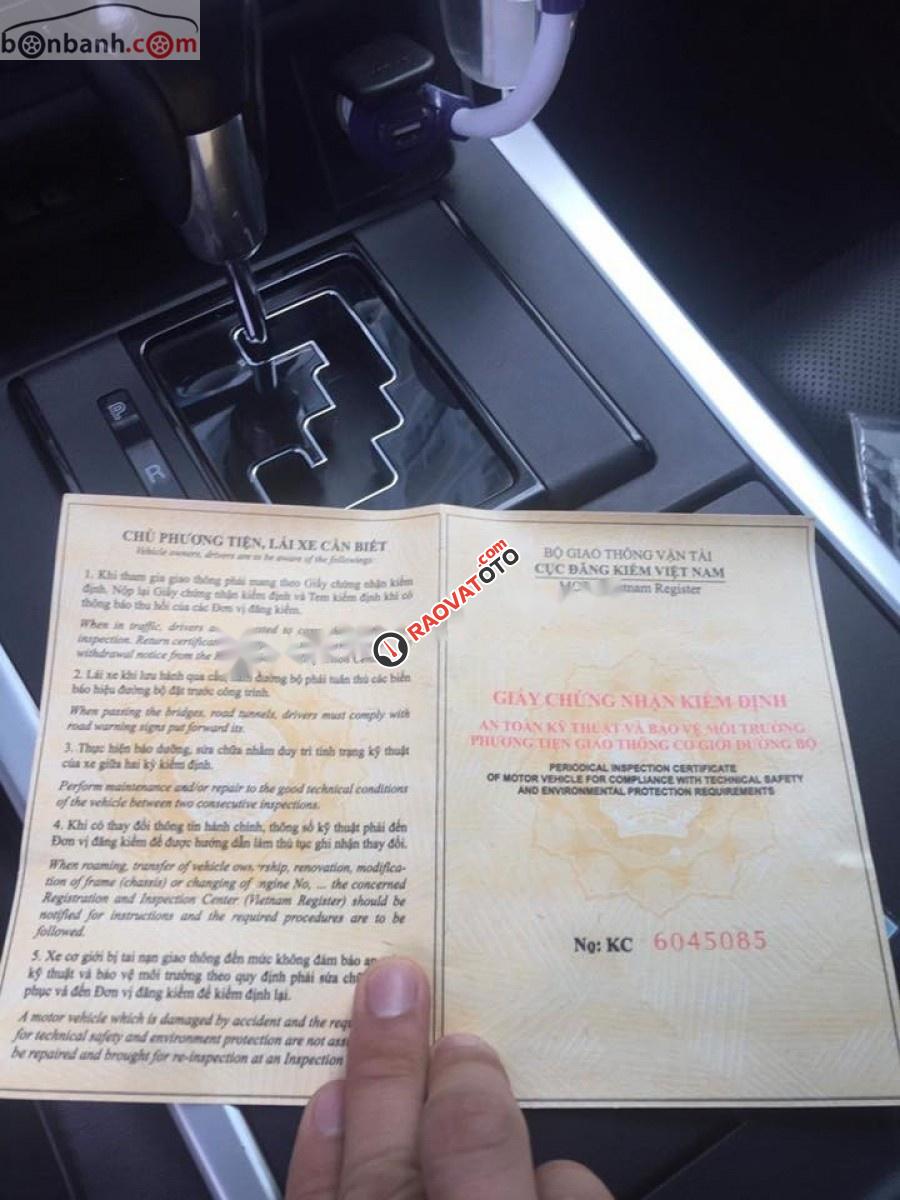 bonbanh.com
P
R
CHỦ PHƯƠNG TIỆN, LÁI XE CẦN BIẾT
Vehicle owners, drivers are to be aware of the followings:
1. Khi tham gia giao thông phải mang theo Giấy chứng nhận kiểm
định. Nộp lại Giấy chứng nhận kiểm định và Tem kiểm định khi có
thông báo thu hồi của các Đơn vị đăng kiểm.
When in traffic, drivers
inspection. Return
withdrawal notice from the
2. Lái xe khi lưu hành qua cầu, đường bộ phải tuân thủ các biển
báo hiệu đường bộ đặt trước công trình.
When passing the bridges, road tunnels, drivers must comply with
road warning signs put forward its.
3. Thực hiện bảo dưỡng, sửa chữa nhằm duy trì tình trạng kỹ thuật
của xe giữa hai kỳ kiểm định.
Perform maintenance and/or repair to the good technical conditions
of the vehicle between two consecutive inspections.
4. Khi có thay đổi thông tin hành chính, thông số kỹ thuật phải đến
Đơn vị đăng kiểm để được hướng dẫn làm thủ tục ghi nhận thay đổi.
When roaming, transfer of vehicle ownership, renovation, modifica-
tion of frame (chassis) or changing of engine No, ... the concerned
Registration and Inspection Center (Vietnam Register) should be
notified for instructions and the required procedures are to be
followed.
5. Xe cơ giới bị tai nạn giao thông đến mức không đảm bảo an
kỹ thuật và bảo vệ môi trường theo quy định phải sửa
phục và đến Đơn vị đăng kiểm để kiểm định lại.
A motor vehicle which is damaged by accident and the
for technical safety and environment protection are not
be repaired and brought for re-inspection at an Inspection
RAOVATOTO.com
BỘ GIAO THÔNG VẬN TẢI
CỤC ĐĂNG KIỂM VIỆT NAM
Register
GIẤY CHỨNG NHẬN KIỂM ĐỊNH
AN TOÀN KỸ THUẬT VÀ BẢO VỆ MÔI TRƯỜNG
PHƯƠNG TIỆN GIAO THÔNG CƠ GIỚI ĐƯỜNG BỘ
PERIODICAL INSPECTION CERTIFICATE
OF MOTOR VEHICLE FOR COMPLIANCE WITH TECHNICAL SAFETY
AND ENVIRONMENTAL PROTECTION REQUIREMENTS
No: KC 6045085